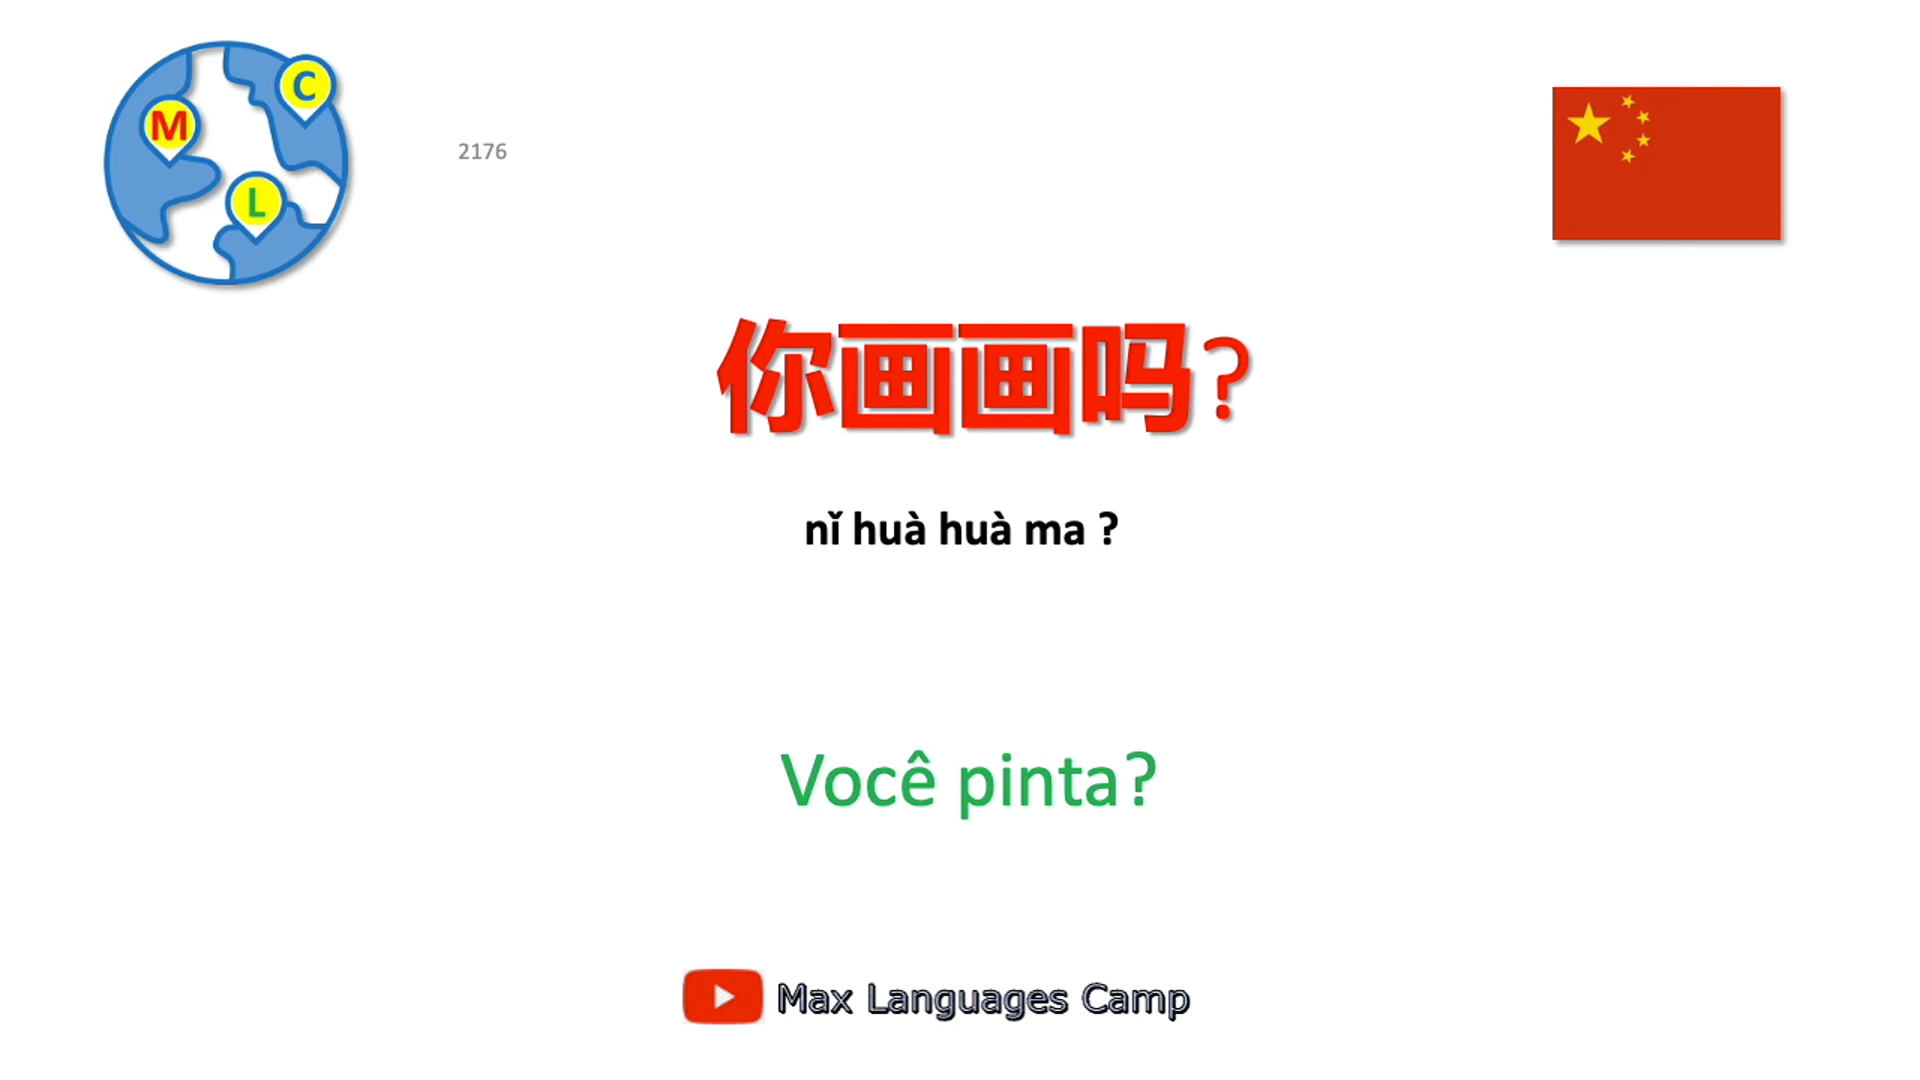 M
C
L
2176
你画画吗?
nǐ huà huà ma ?
Você pinta?
Max Languages Camp